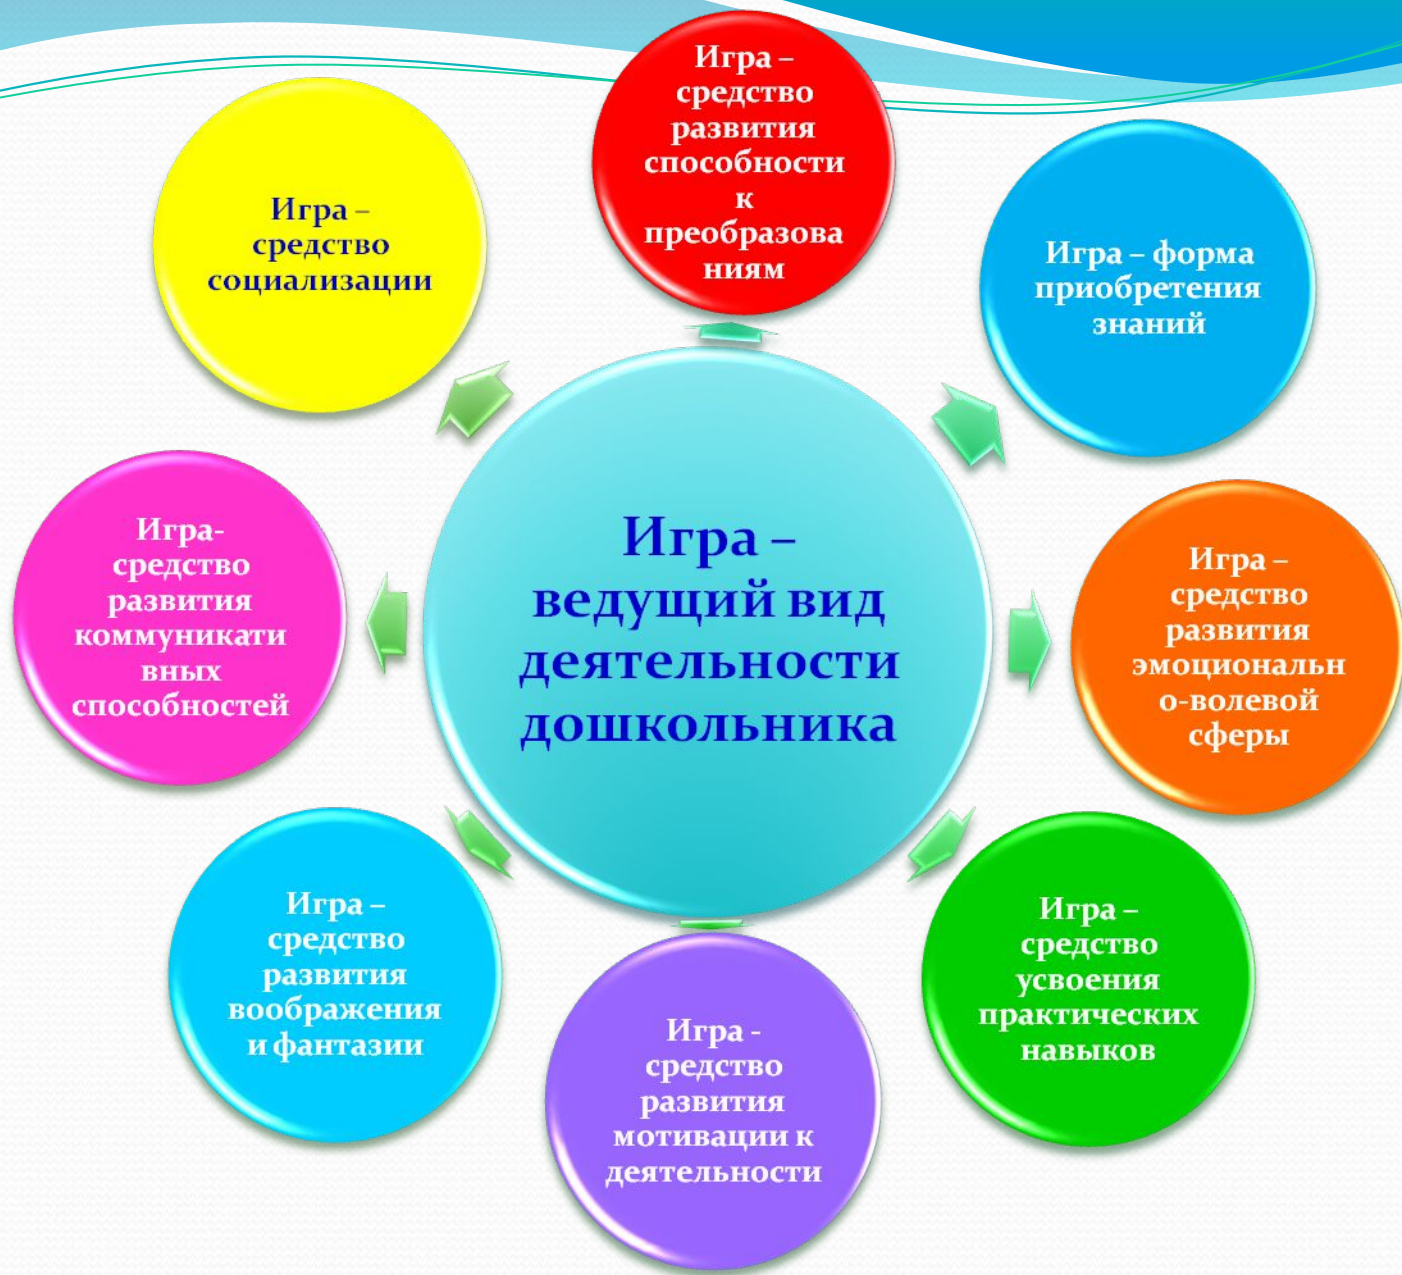 Игра –
средство
развития
способности
к
преобразова
ниям
Игра – форма
приобретения
знаний
Игра –
средство
развития
эмоциональн
о-волевой
сферы
Игра –
средство
усвоения
практических
навыков
Игра -
средство
развития
мотивации к
деятельности
Игра –
средство
развития
воображения
и фантазии
Игра-
средство
развития
коммуникати
вных
способностей
Игра –
средство
социализации
Игра –
ведущий вид
деятельности
дошкольника